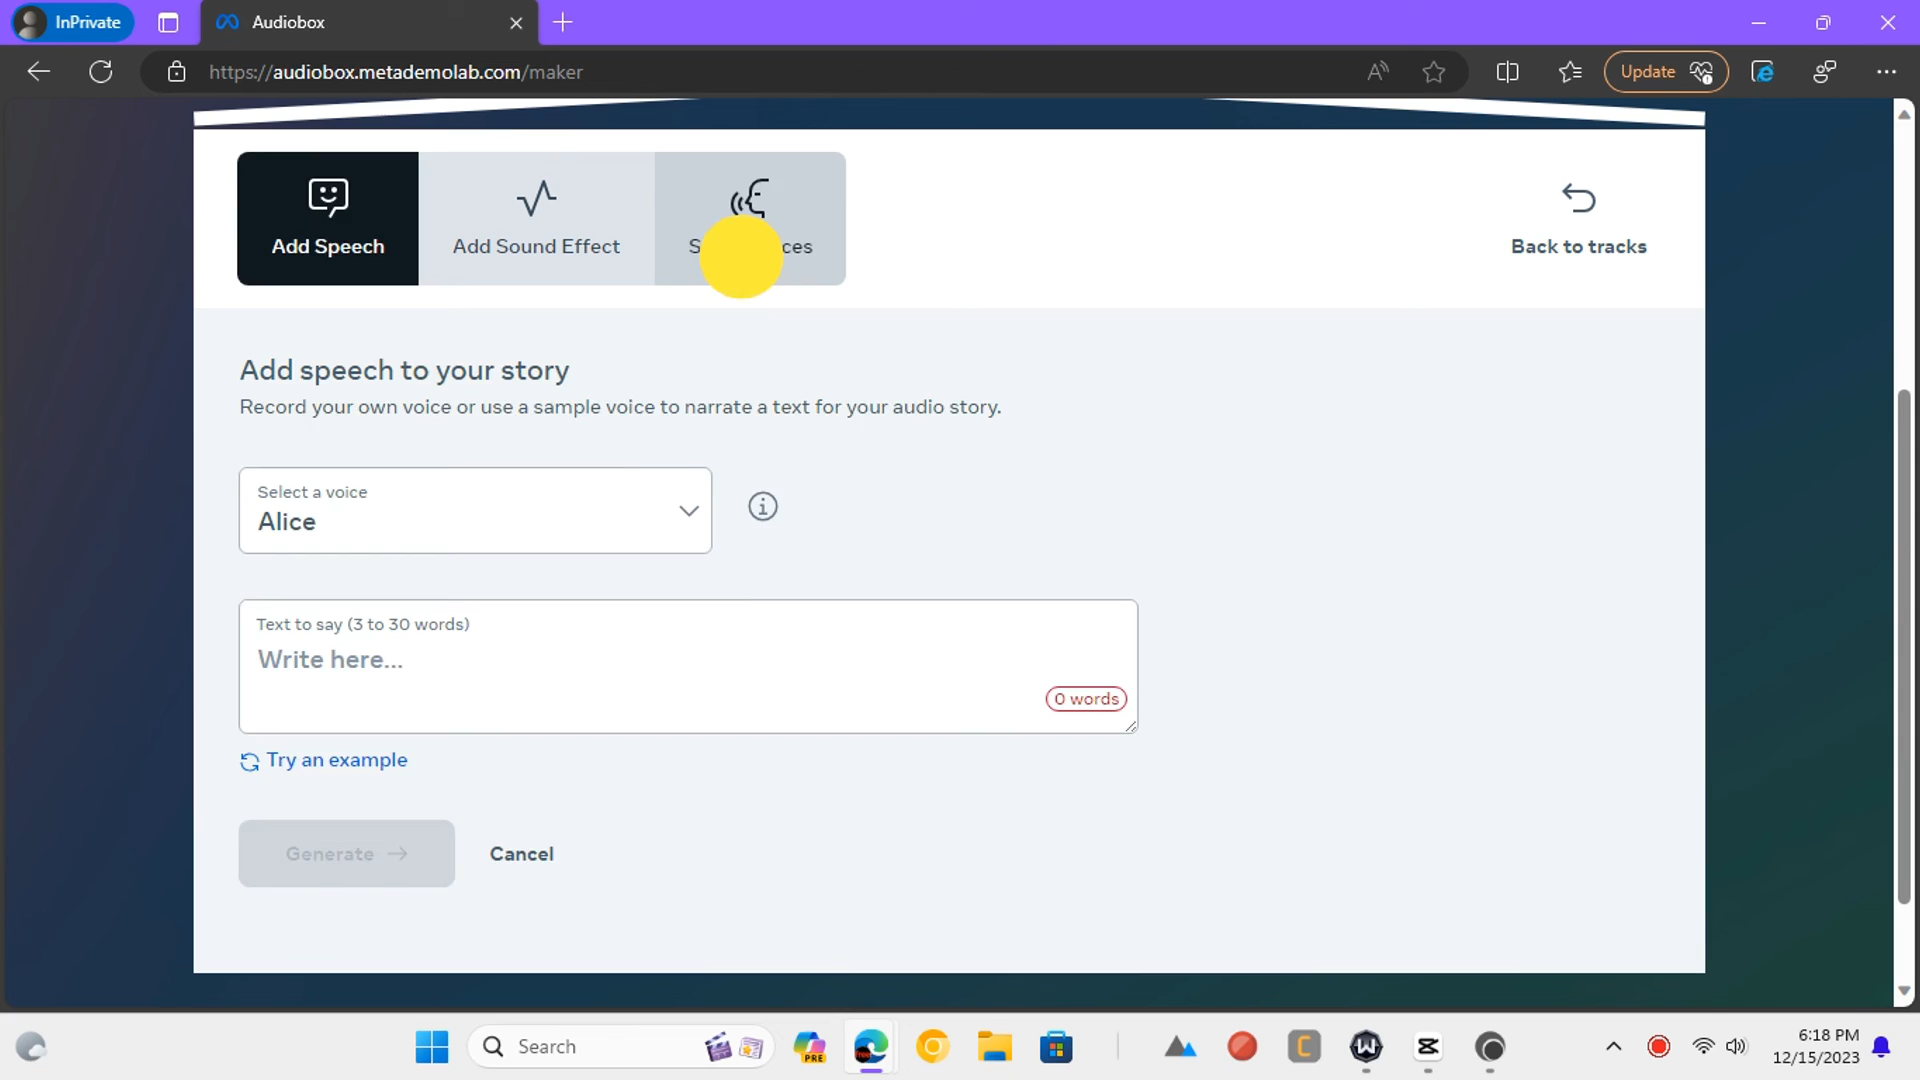 InPrivate
Audiobox
https://audiobox.metademolab.com/maker
Update
Add Speech
Add Sound Effect
Back to tracks
Add speech to your story
Record your own voice or use a sample voice to narrate a text for your audio story.
Select a voice
Alice
Text to say (3 to 30 words)
Write here...
0 words
Try an example
Generate
Cancel
Search
PRE
C
W
6:18 PM
12/15/2023